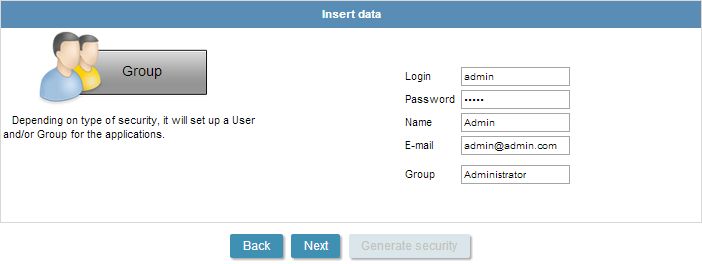 Insert data
Group
Depending on type of security, it will set up a User
and/or Group for the applications.
Login admin
Password •••••
Name Admin
E-mail admin@admin.com
Group Administrator
Back Next Generate security